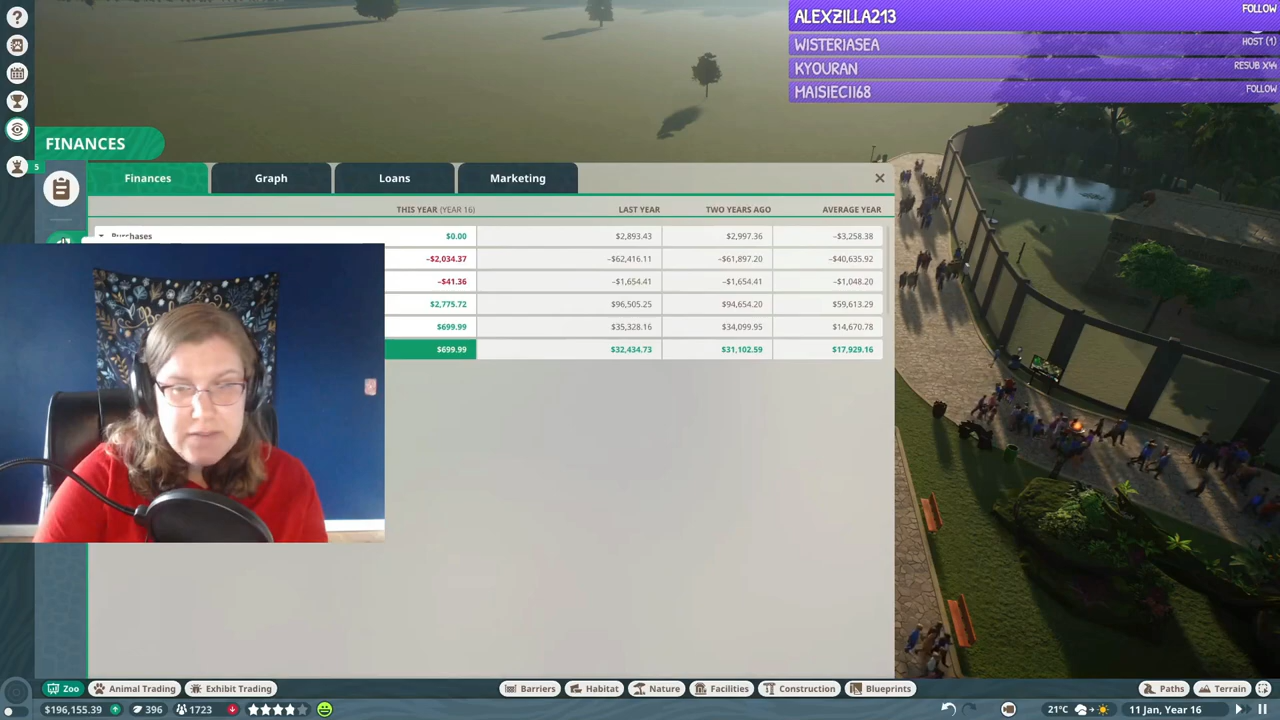 ALEXZILLA213 FOLLOW
WISTERIASEA HOST (1)
KYOURAN RESUB X44
MAISIEC1168 FOLLOW
FINANCES
5
Finances Graph Loans Marketing
THIS YEAR (YEAR 16) LAST YEAR TWO YEARS AGO AVERAGE YEAR
Purchases $0.00 $2,893.43 $2,997.36 –$3,258.38
–$2,034.37 –$62,416.11 –$61,897.20 –$40,635.92
–$41.36 –$1,654.41 –$1,654.41 –$1,048.20
$2,775.72 $96,505.25 $94,654.20 $59,613.29
$699.99 $35,328.16 $34,099.95 $14,670.78
$699.99 $32,434.73 $31,102.59 $17,929.16
Zoo Animal Trading Exhibit Trading Barriers Habitat Nature Facilities Construction Blueprints Paths Terrain
$196,155.39 396 1723 21°C 11 Jan, Year 16